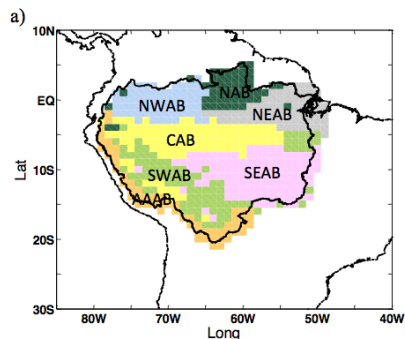 a)
10N
EQ
10S
20S
30S
Lat
NAB
NWAB
NEAB
CAB
SWAB
SEAB
AAAB
80W 70W 60W 50W 40W
Long